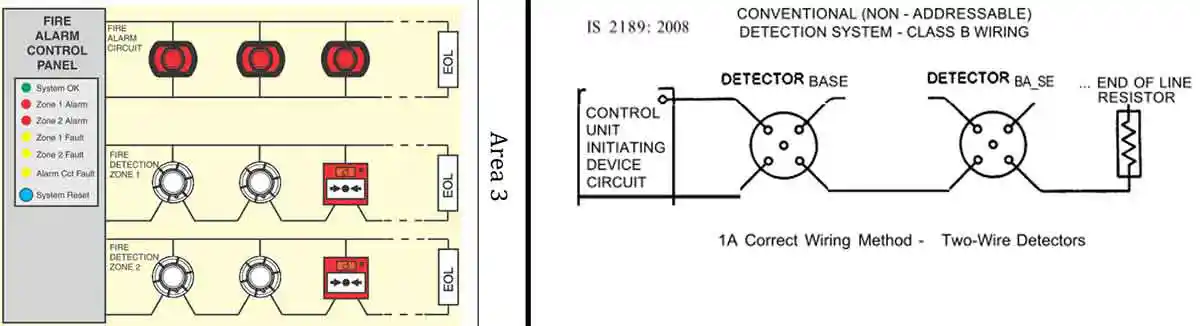 FIRE
ALARM
CONTROL
PANEL
System OK
Zone 1 Alarm
Zone 2 Alarm
Zone 1 Fault
Zone 2 Fault
Alarm Cct Fault
System Reset
FIRE
ALARM
CIRCUIT
EOL
FIRE
DETECTION
ZONE 1
EOL
FIRE
DETECTION
ZONE 2
EOL
Area 3
IS 2189: 2008
CONVENTIONAL (NON - ADDRESSABLE)
DETECTION SYSTEM - CLASS B WIRING
DETECTOR BASE
DETECTOR BA_SE
... END OF LINE
RESISTOR
CONTROL
UNIT
INITIATING
DEVICE
CIRCUIT
1A Correct Wiring Method - Two-Wire Detectors